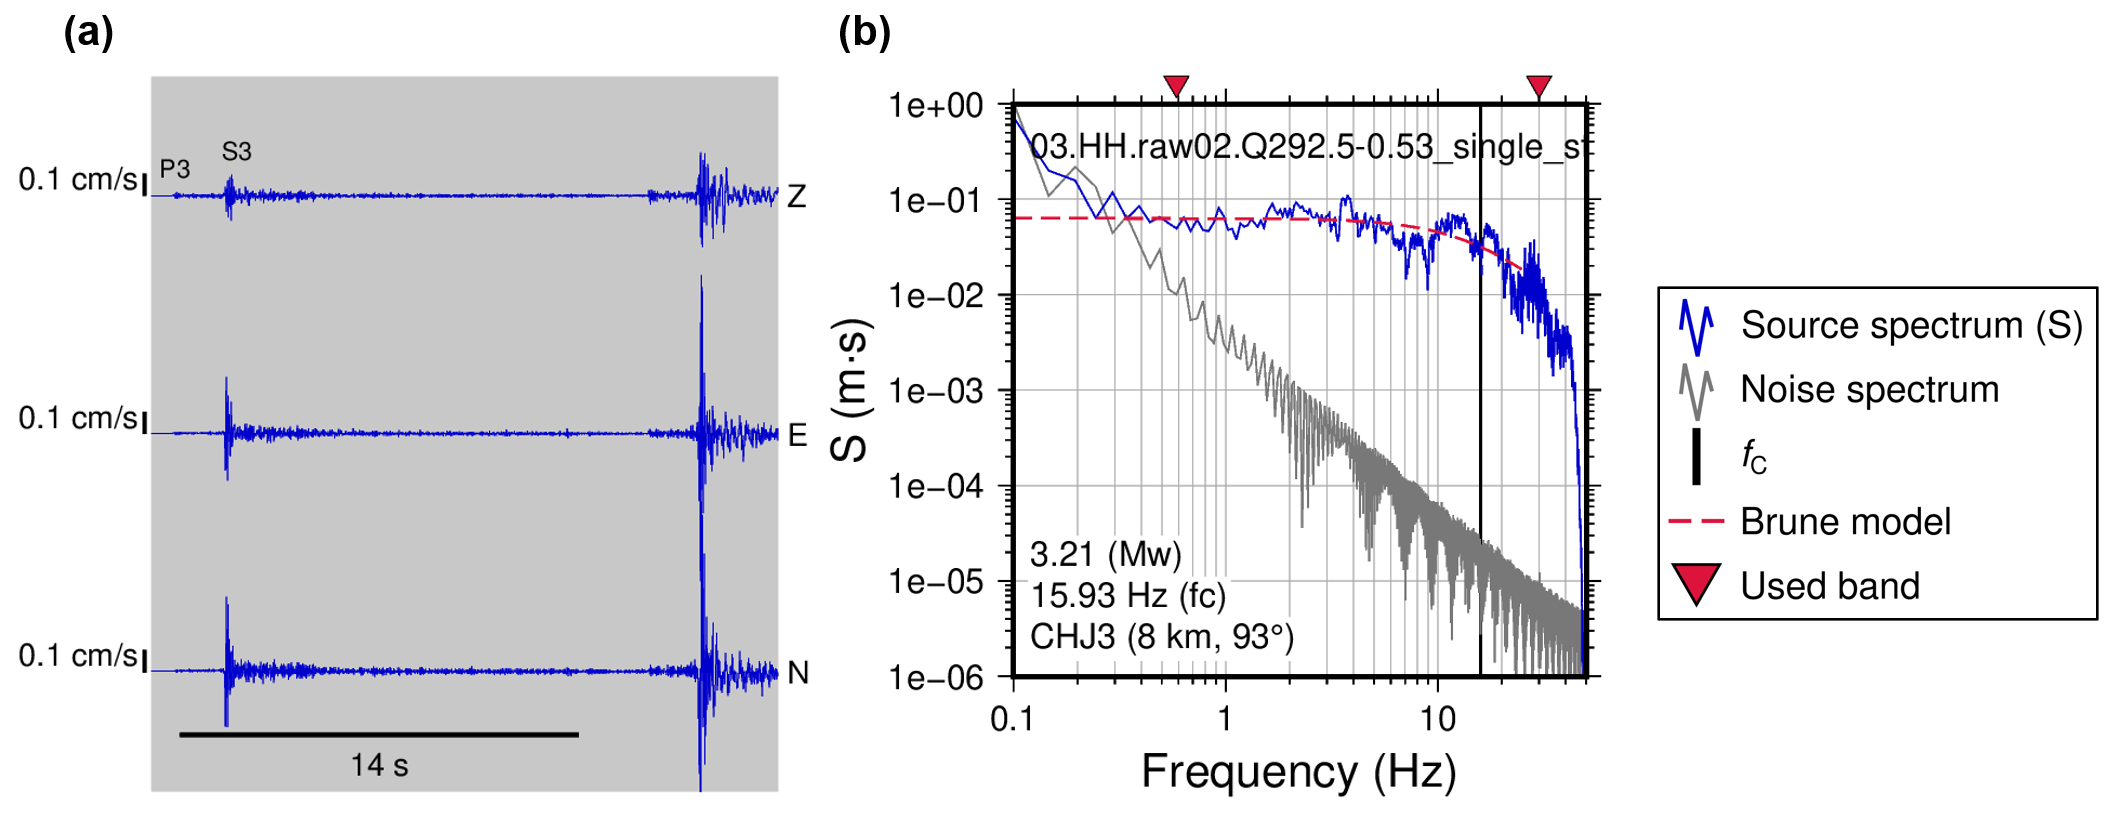 (a)
P3
S3
0.1 cm/s
Z
0.1 cm/s
E
0.1 cm/s
N
14 s
(b)
1e+00
1e−01
1e−02
1e−03
1e−04
1e−05
1e−06
S (m·s)
03.HH.raw02.Q292.5-0.53_single_s
3.21 (Mw)
15.93 Hz (fc)
CHJ3 (8 km, 93°)
0.1 1 10
Frequency (Hz)
Source spectrum (S)
Noise spectrum
fC
Brune model
Used band